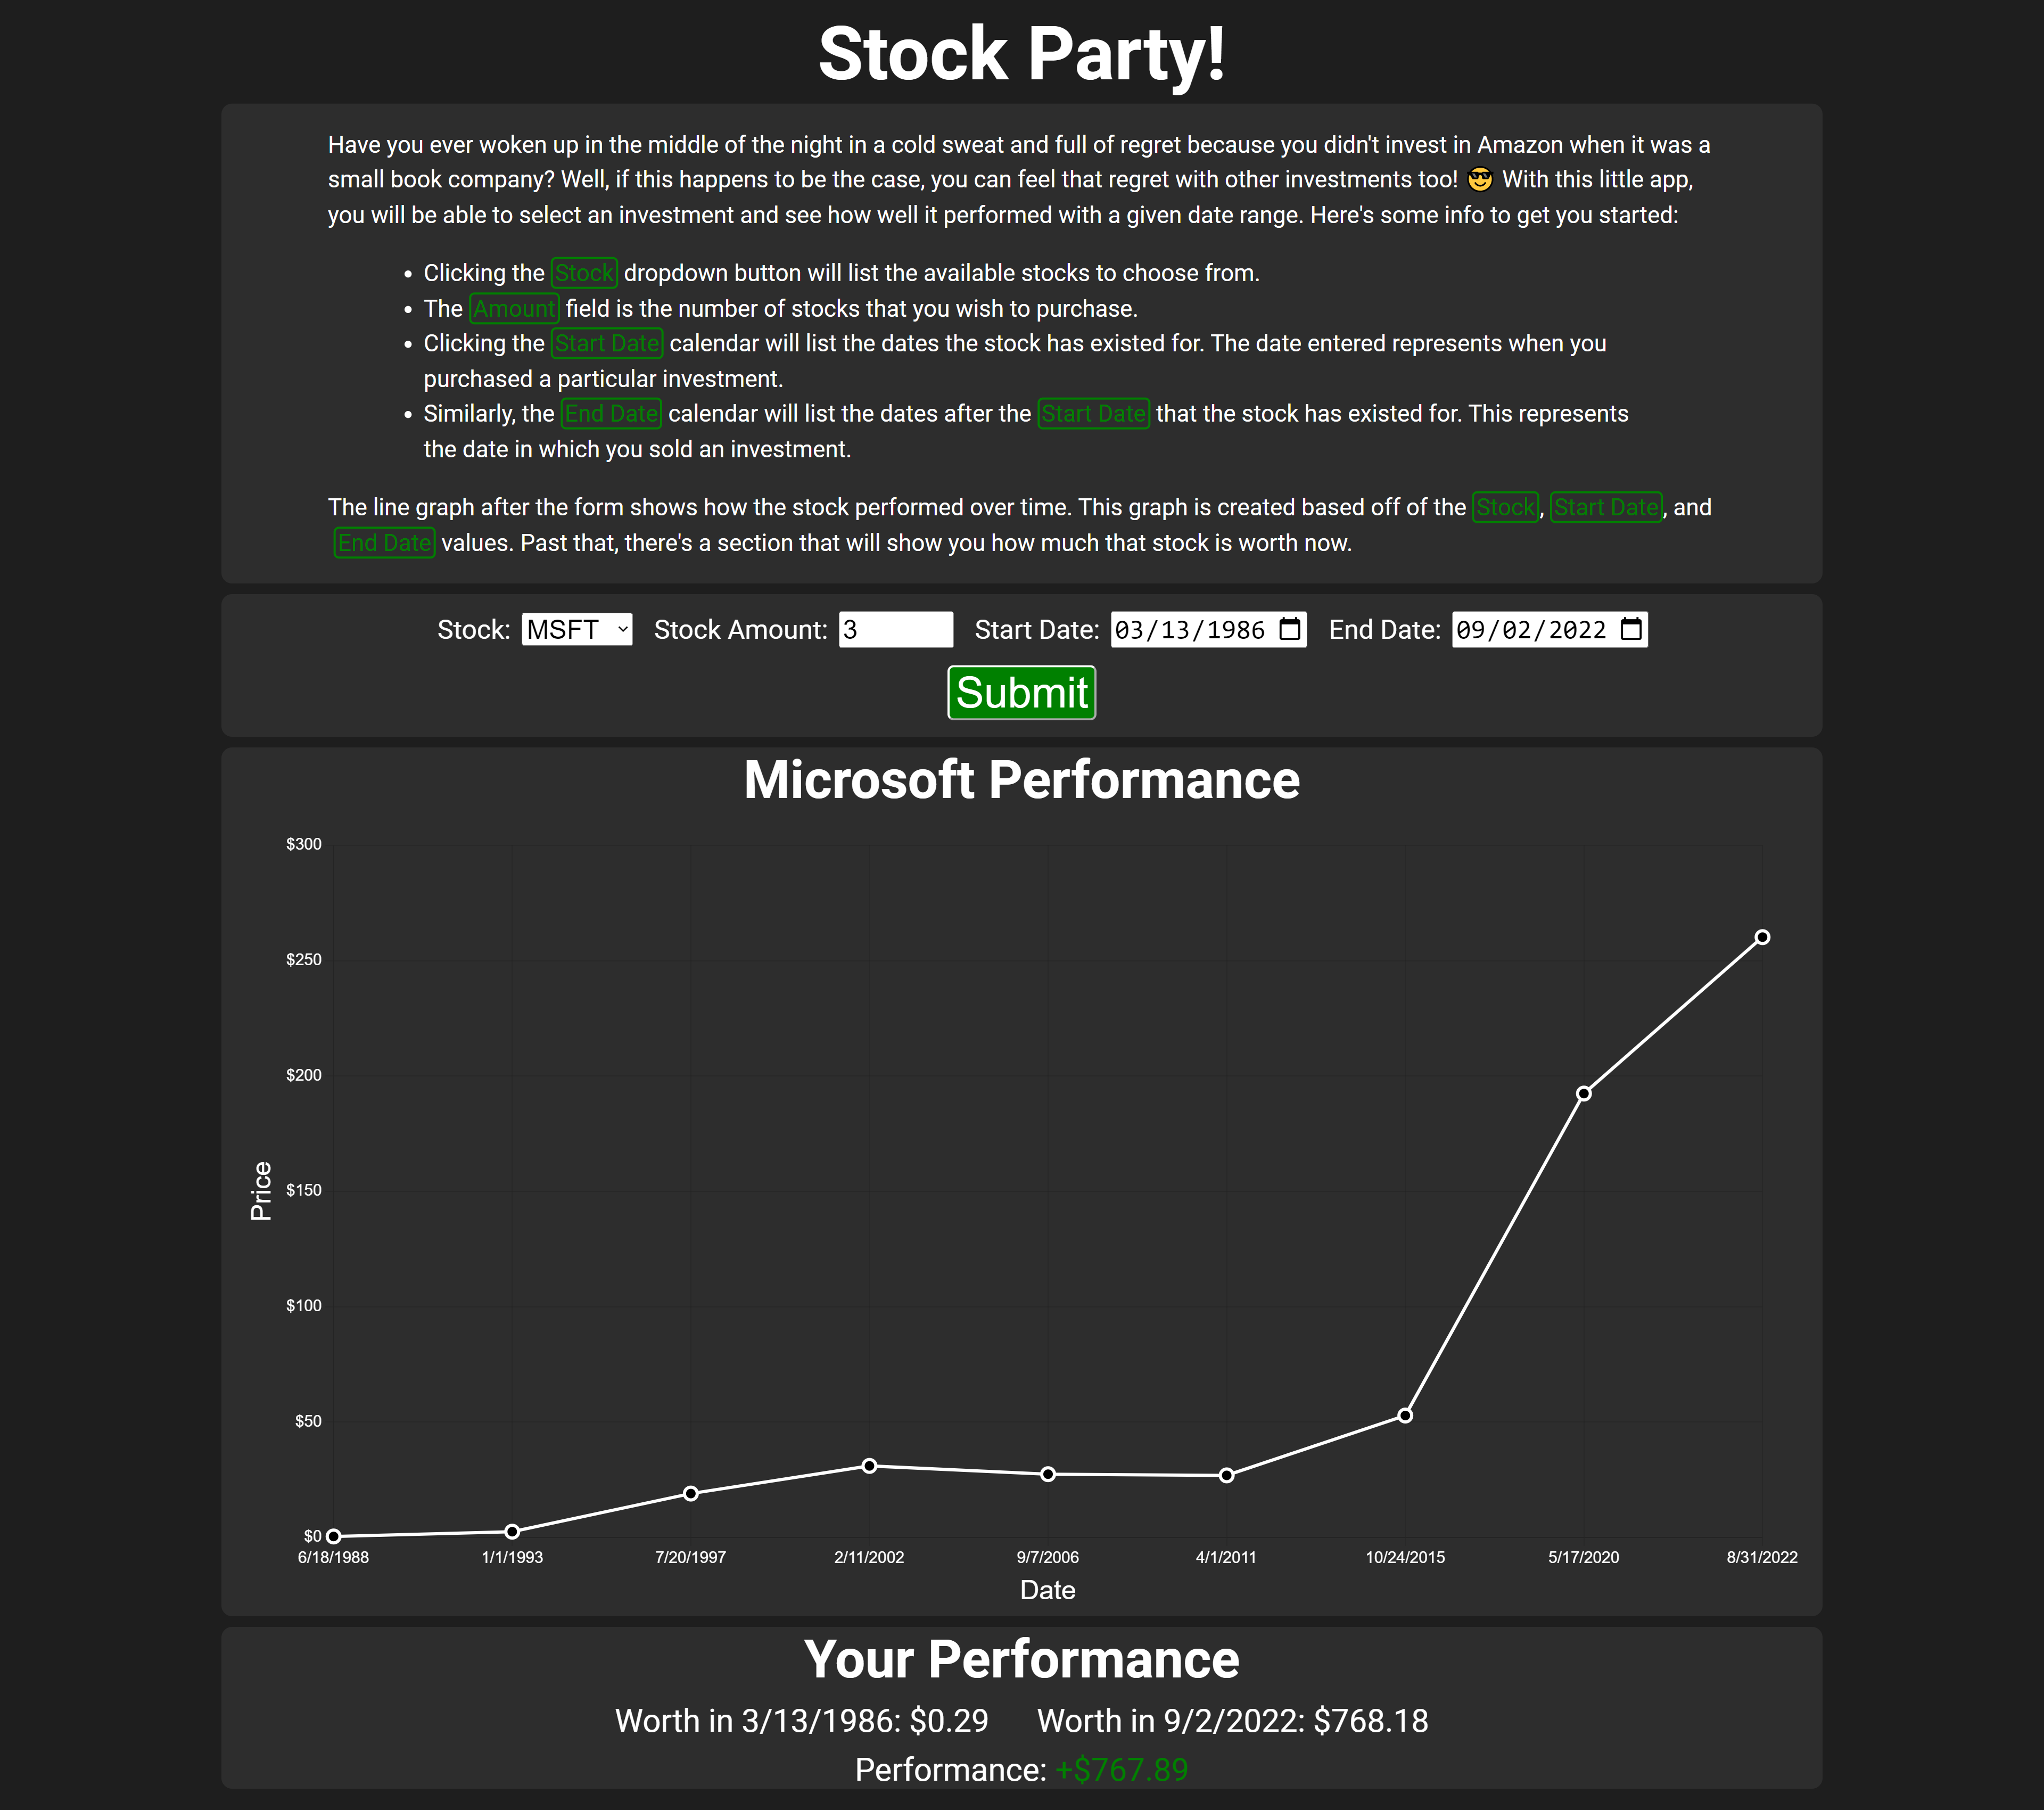 Stock Party!
Have you ever woken up in the middle of the night in a cold sweat and full of regret because you didn't invest in Amazon when it was a
small book company? Well, if this happens to be the case, you can feel that regret with other investments too! 😎 With this little app,
you will be able to select an investment and see how well it performed with a given date range. Here's some info to get you started:
• Clicking the Stock dropdown button will list the available stocks to choose from.
• The Amount field is the number of stocks that you wish to purchase.
• Clicking the Start Date calendar will list the dates the stock has existed for. The date entered represents when you
purchased a particular investment.
• Similarly, the End Date calendar will list the dates after the Start Date that the stock has existed for. This represents
the date in which you sold an investment.
The line graph after the form shows how the stock performed over time. This graph is created based off of the Stock, Start Date, and
End Date values. Past that, there's a section that will show you how much that stock is worth now.
Stock: MSFT Stock Amount: 3 Start Date: 03/13/1986 End Date: 09/02/2022
Submit
Microsoft Performance
$300
$250
$200
$150
$100
$50
$0
Price
6/18/1988 1/1/1993 7/20/1997 2/11/2002 9/7/2006 4/1/2011 10/24/2015 5/17/2020 8/31/2022
Date
Your Performance
Worth in 3/13/1986: $0.29 Worth in 9/2/2022: $768.18
Performance: +$767.89